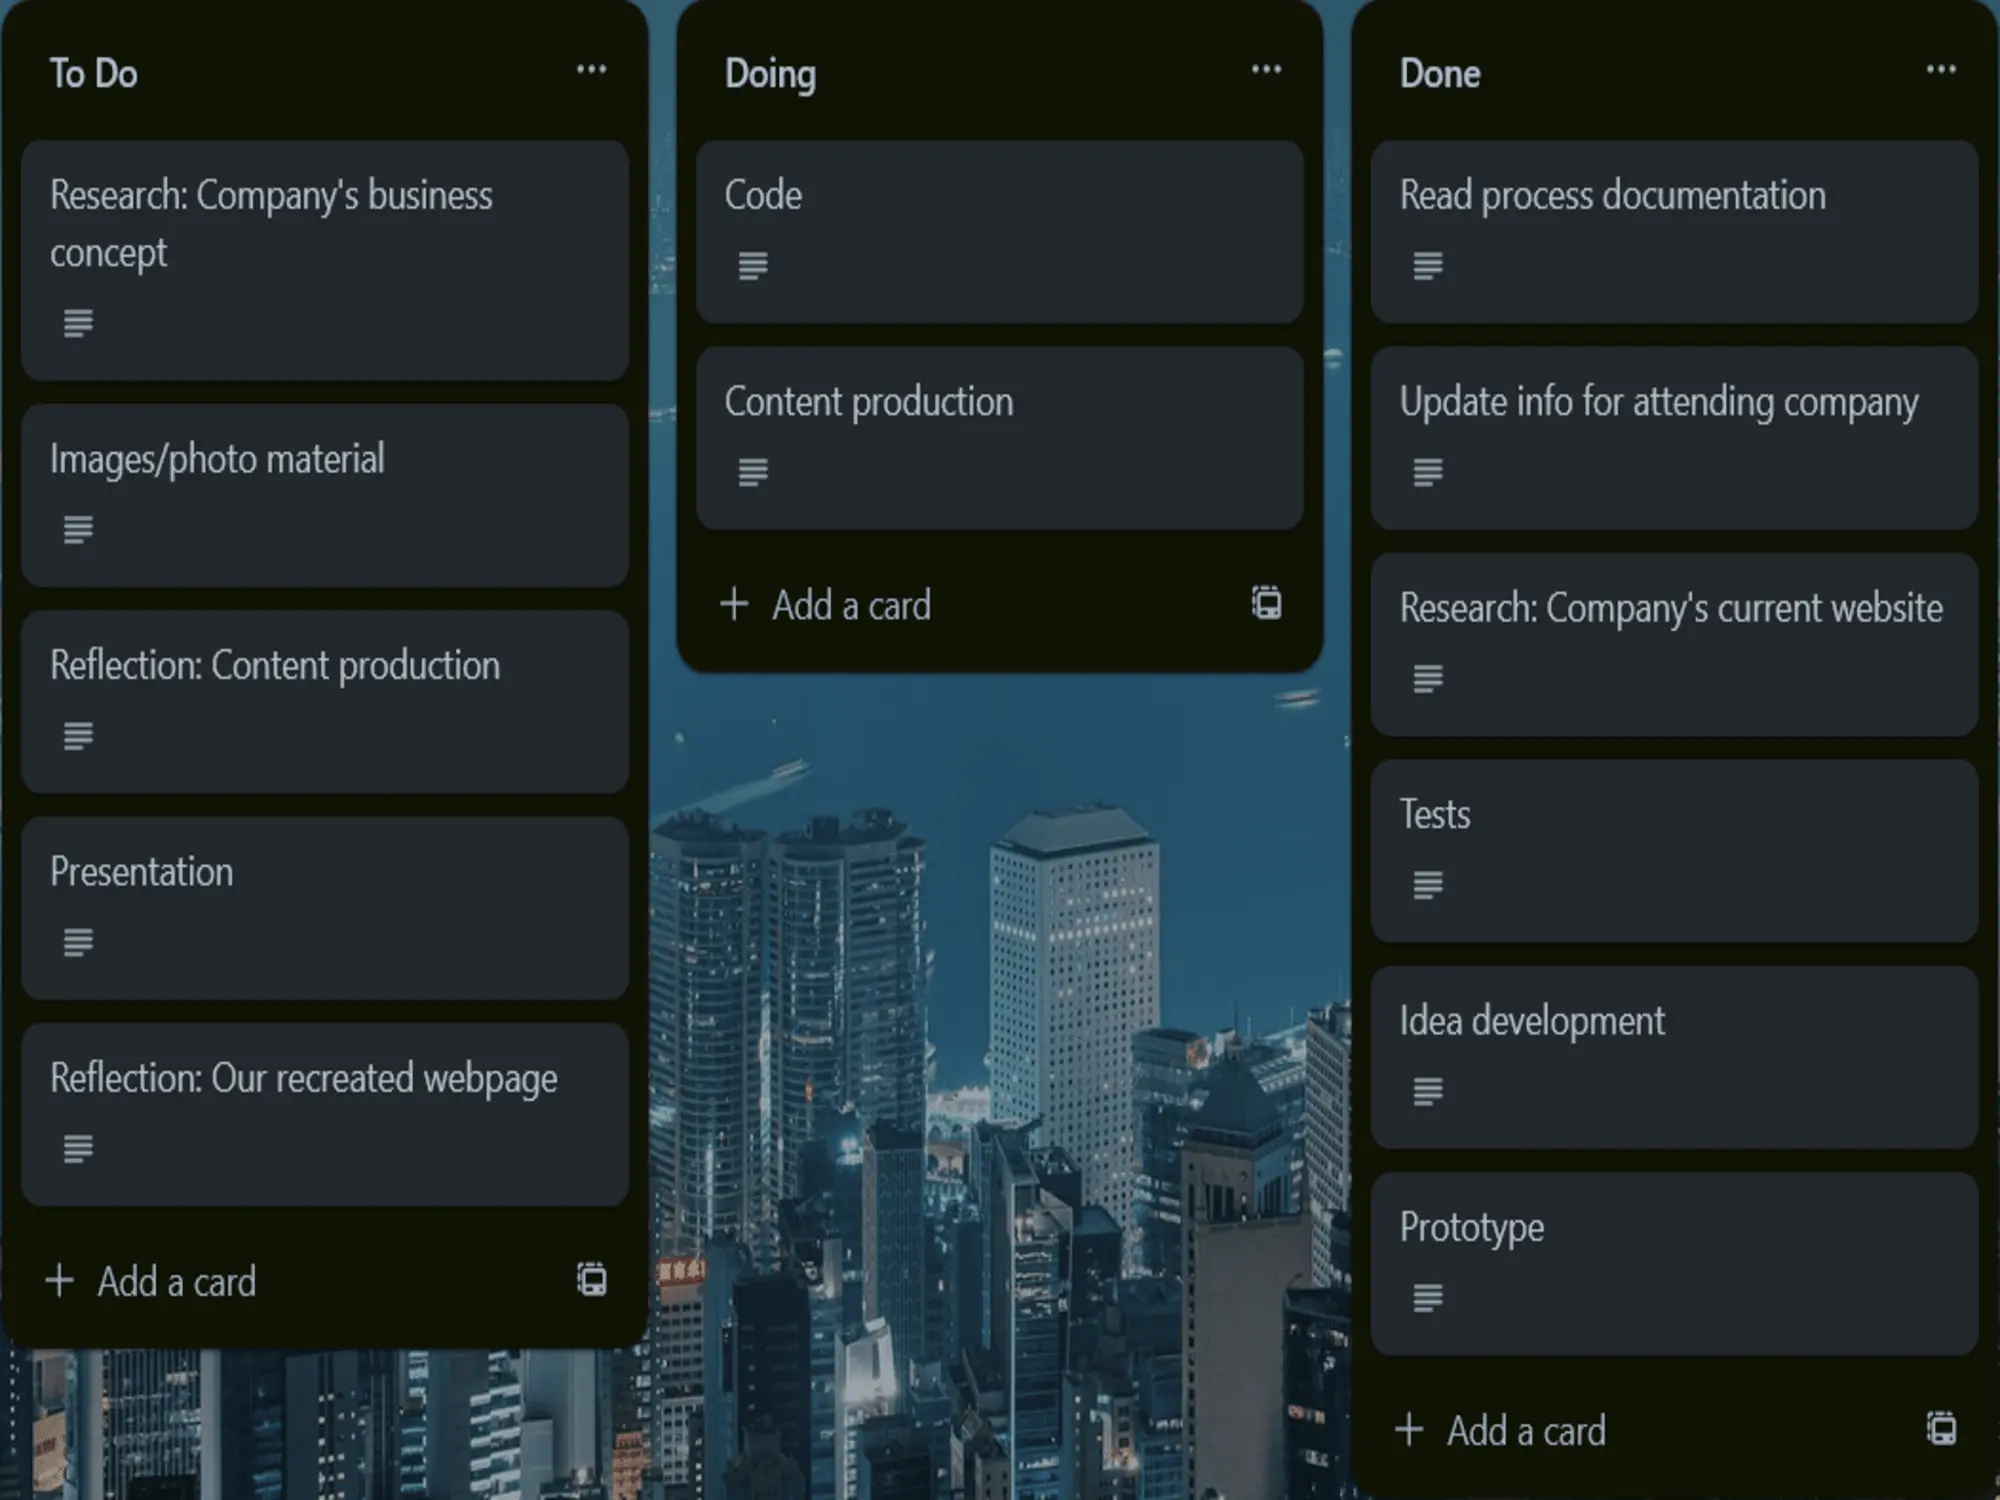 To Do
Research: Company's business
concept
Images/photo material
Reflection: Content production
Presentation
Reflection: Our recreated webpage
Add a card
Doing
Code
Content production
Add a card
Done
Read process documentation
Update info for attending company
Research: Company's current website
Tests
Idea development
Prototype
Add a card